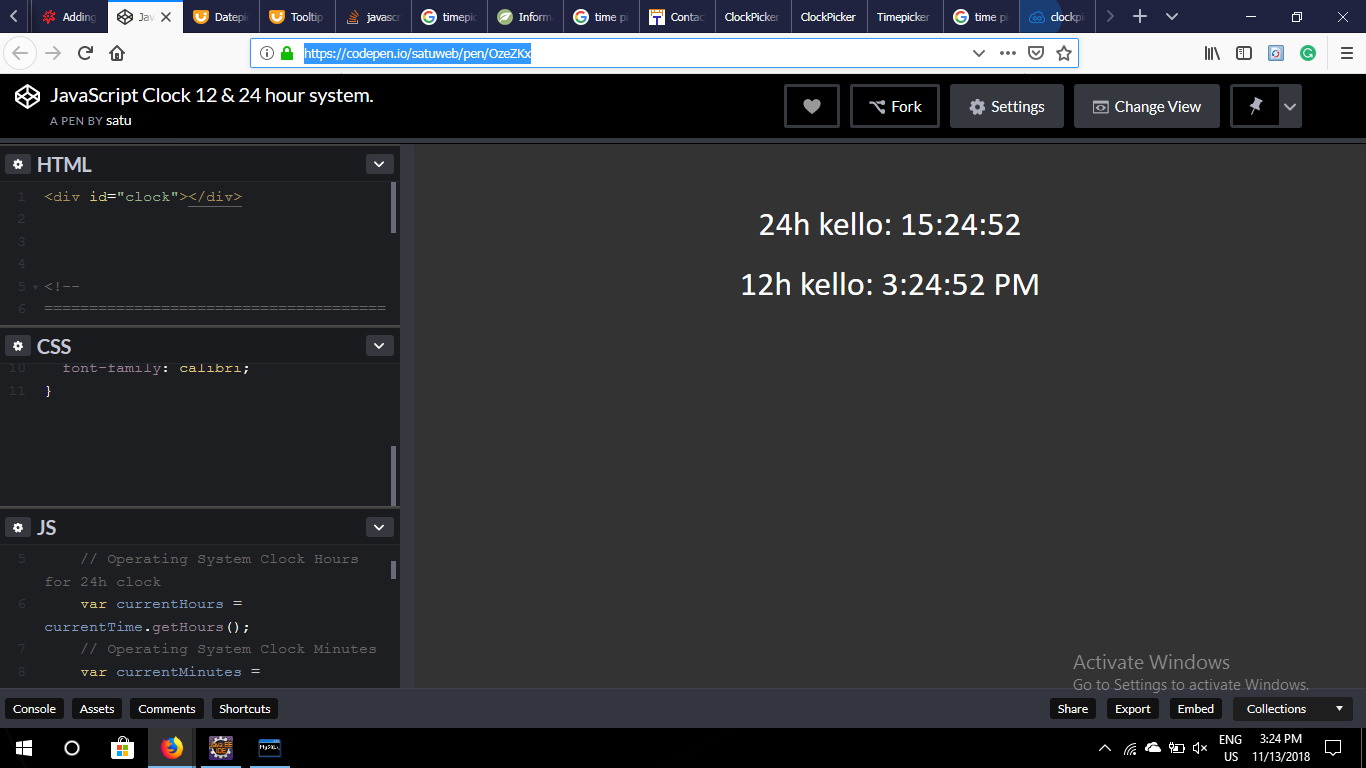 Adding
Jav
Datepi
Tooltip
javascr
timepic
Inform
time pi
Contac
ClockPicker
ClockPicker
Timepicker
time pi
clockpi
https://codepen.io/satuweb/pen/OzeZKx
JavaScript Clock 12 & 24 hour system.
A PEN BY satu
Fork
Settings
Change View
HTML
1 <div id="clock"></div>
2
3
4
5 <!--
6 ======================================
CSS
10 font-family: calibri;
11 }
JS
5 // Operating System Clock Hours
for 24h clock
6 var currentHours =
currentTime.getHours();
7 // Operating System Clock Minutes
8 var currentMinutes =
24h kello: 15:24:52
12h kello: 3:24:52 PM
Activate Windows
Go to Settings to activate Windows.
Console
Assets
Comments
Shortcuts
Share
Export
Embed
Collections
ENG
US
3:24 PM
11/13/2018